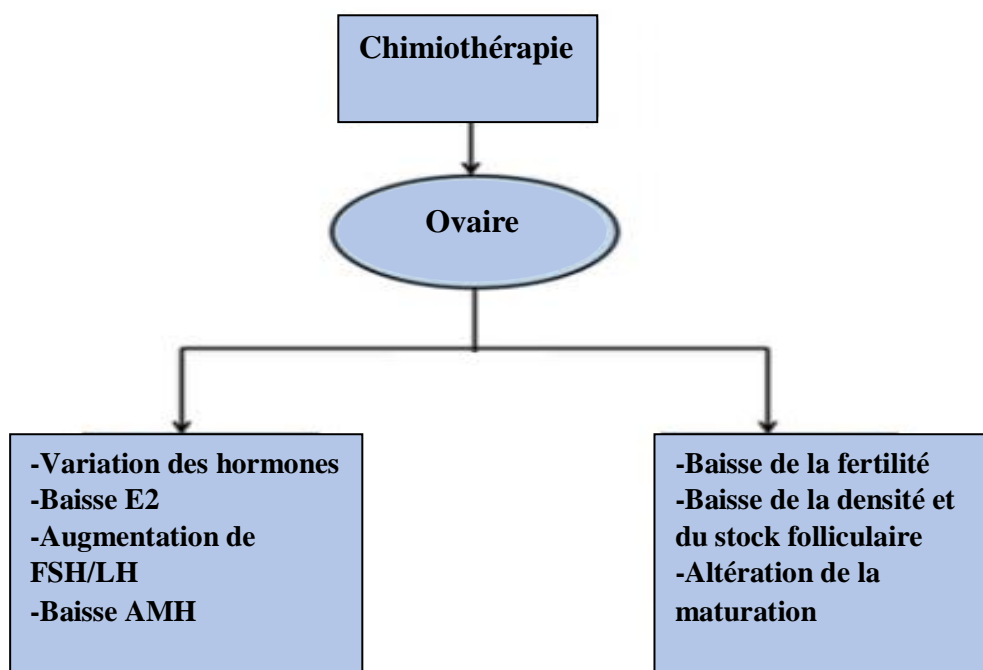 Chimiothérapie
Ovaire
-Variation des hormones
-Baisse E2
-Augmentation de
FSH/LH
-Baisse AMH
-Baisse de la fertilité
-Baisse de la densité et
du stock folliculaire
-Altération de la
maturation